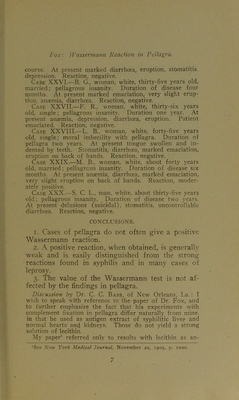 Fox: Wassermann Reaction in Pellagra.
course. At present marked diarrhœa, eruption, stomatitis,
depression. Reaction, negative.
Case XXVI.—B. G., woman, white, thirty-five years old,
married; pellagrous insanity. Duration of disease four
months. At present marked emaciation, very slight erup-
tion, anæmia, diarrhœa. Reaction, negative.
Case XXVII.—F. B., woman, white, thirty-six years
old, single; pellagrous insanity. Duration one year. At
present anæmia, depression, diarrhœa, eruption. Patient
emaciated. Reaction, negative.
Case XXVIII.—L. B., woman, white, forty-five years
old, single; moral imbecility with pellagra. Duration of
pellagra two years. At present tongue swollen and in-
dented by teeth. Stomatitis, diarrhœa, marked emaciation,
eruption on back of hands. Reaction, negative.
Case XXIX.—M. B., woman, white, about forty years
old, married; pellagrous insanity. Duration of disease six
months. At present anæmia, diarrhœa, marked emaciation,
very slight eruption on back of hands. Reaction, moder-
ately positive.
Case XXX.—S. C. L., man, white, about thirty-five years
old; pellagrous insanity. Duration of disease two years.
At present delusions (suicidal), stomatitis, uncontrollable
diarrhœa. Reaction, negative.
CONCLUSIONS.
1. Cases of pellagra do not often give a positive
Wassermann reaction.
2. A positive reaction, when obtained, is generally
weak and is easily distinguished from the strong
reactions found in syphilis and in many cases of
leprosy.
3. The value of the Wassermann test is not af-
fected by the findings in pellagra.
Discussion by Dr. C. C. Bass, of New Orleans, La.: I
wish to speak with reference to the paper of Dr. Fox, and
to further emphasize the fact that his experiments with
complement fixation in pellagra differ naturally from mine,
in that he used as antigen extract of syphilitic liver and
normal hearts and kidneys. These do not yield a strong
solution of lecithin.
My paper¹ referred only to results with lecithin as an-
¹See New York Medical Journal, November 20, 1909, p. 1000.
7